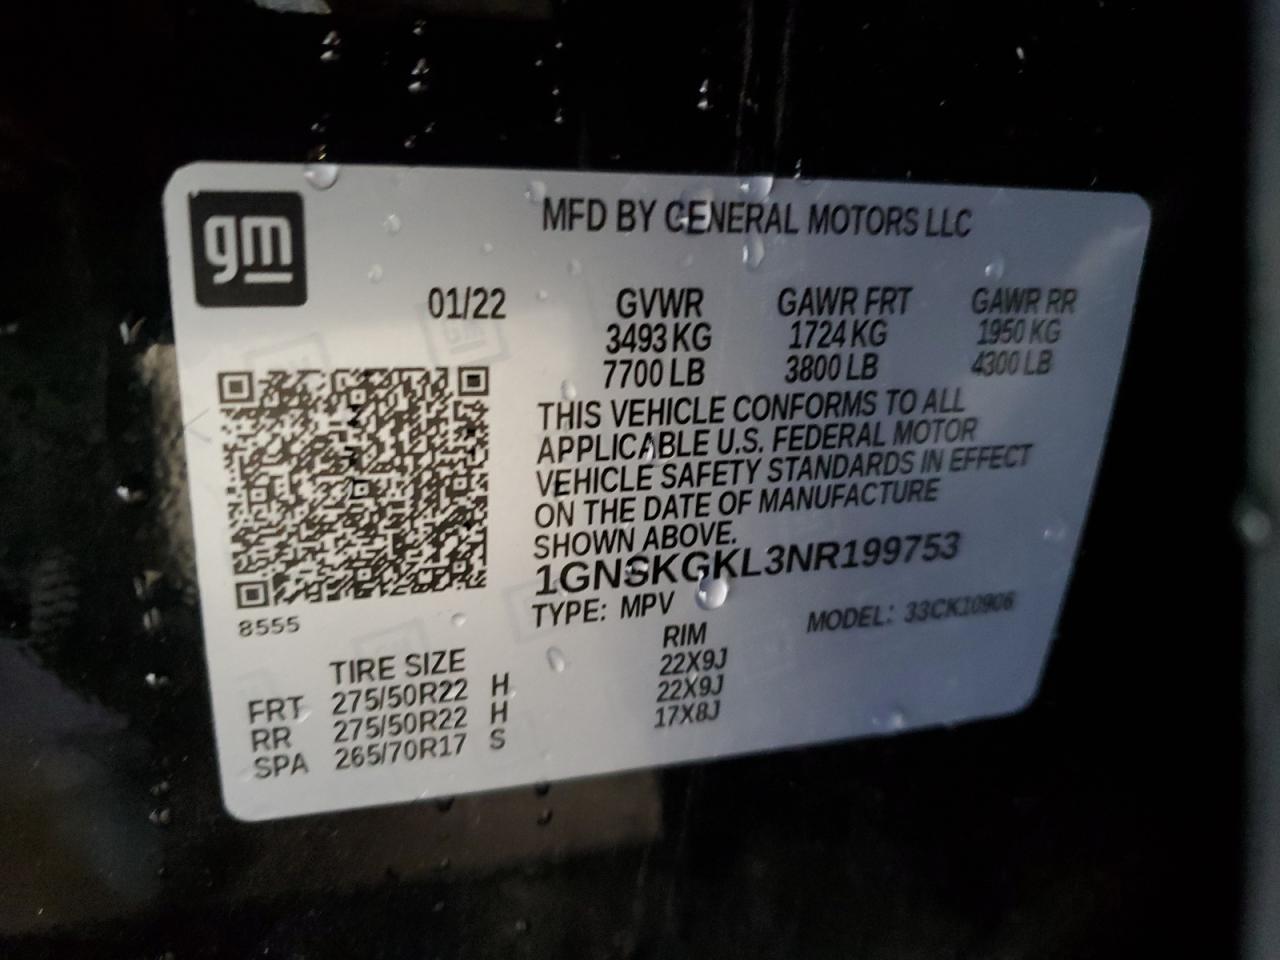 gm
MFD BY GENERAL MOTORS LLC
01/22 GVWR GAWR FRT GAWR RR
3493 KG 1724 KG 1950 KG
7700 LB 3800 LB 4300 LB
THIS VEHICLE CONFORMS TO ALL
APPLICABLE U.S. FEDERAL MOTOR
VEHICLE SAFETY STANDARDS IN EFFECT
ON THE DATE OF MANUFACTURE
SHOWN ABOVE.
1GNSKGKL3NR199753
TYPE: MPV MODEL: 33CK10906
8555
TIRE SIZE RIM
FRT 275/50R22 H 22X9J
RR 275/50R22 H 22X9J
SPA 265/70R17 S 17X8J